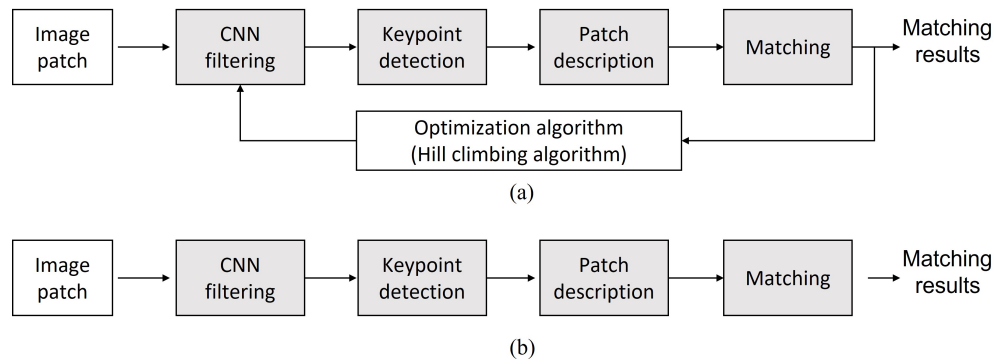 Image
patch
CNN
filtering
Keypoint
detection
Patch
description
Matching
Matching
results
Optimization algorithm
(Hill climbing algorithm)
(a)
Image
patch
CNN
filtering
Keypoint
detection
Patch
description
Matching
Matching
results
(b)